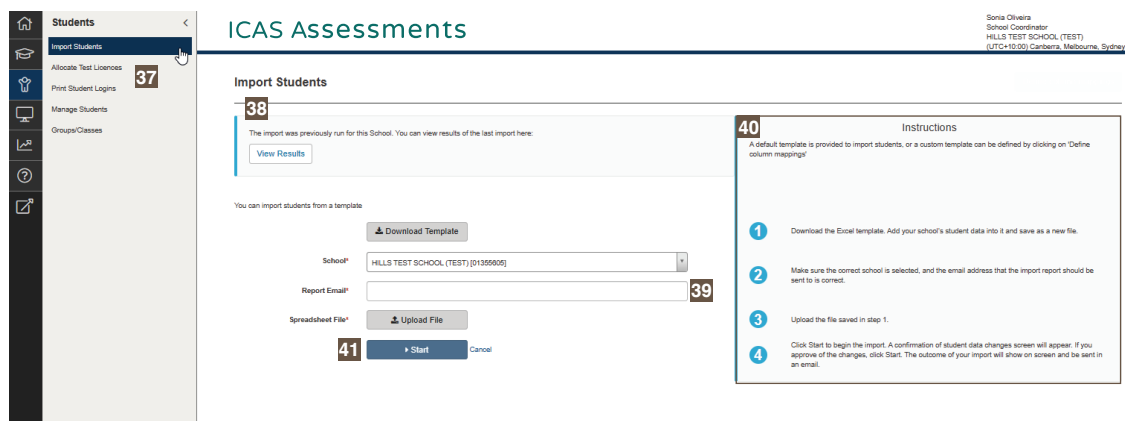 Students
Import Students
Allocate Test Licences
37
Print Student Logins
Manage Students
Groups/Classes
ICAS Assessments
Sonia Oliveira
School Coordinator
HILLS TEST SCHOOL (TEST)
(UTC+10:00) Canberra, Melbourne, Sydney
Import Students
38
The import was previously run for this School. You can view results of the last import here:
View Results
You can import students from a template
Download Template
School*
HILLS TEST SCHOOL (TEST) [01355605]
Report Email*
39
Spreadsheet File*
Upload File
41
Start
Cancel
40
Instructions
A default template is provided to import students, or a custom template can be defined by clicking on 'Define
column mappings'
1
Download the Excel template. Add your school's student data into it and save as a new file.
2
Make sure the correct school is selected, and the email address that the import report should be
sent to is correct.
3
Upload the file saved in step 1.
4
Click Start to begin the import. A confirmation of student data changes screen will appear. If you
approve of the changes, click Start. The outcome of your import will show on screen and be sent in
an email.